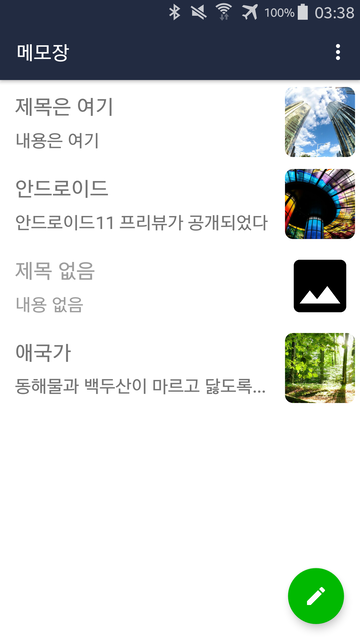 100% 03:38
메모장
제목은 여기
내용은 여기
안드로이드
안드로이드11 프리뷰가 공개되었다
제목 없음
내용 없음
애국가
동해물과 백두산이 마르고 닳도록...